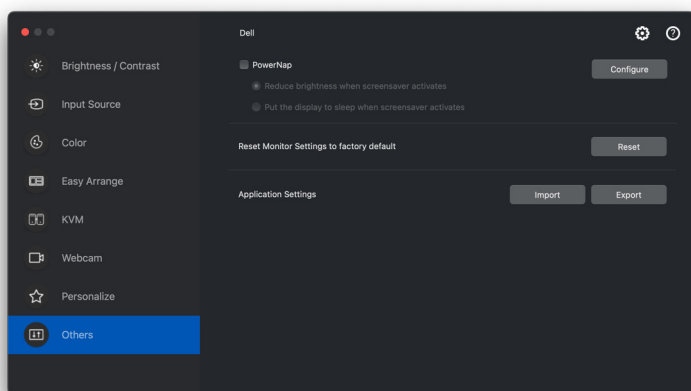 Dell
Brightness / Contrast
Input Source
Color
Easy Arrange
KVM
Webcam
Personalize
Others
PowerNap
Configure
Reduce brightness when screensaver activates
Put the display to sleep when screensaver activates
Reset Monitor Settings to factory default
Reset
Application Settings
Import
Export